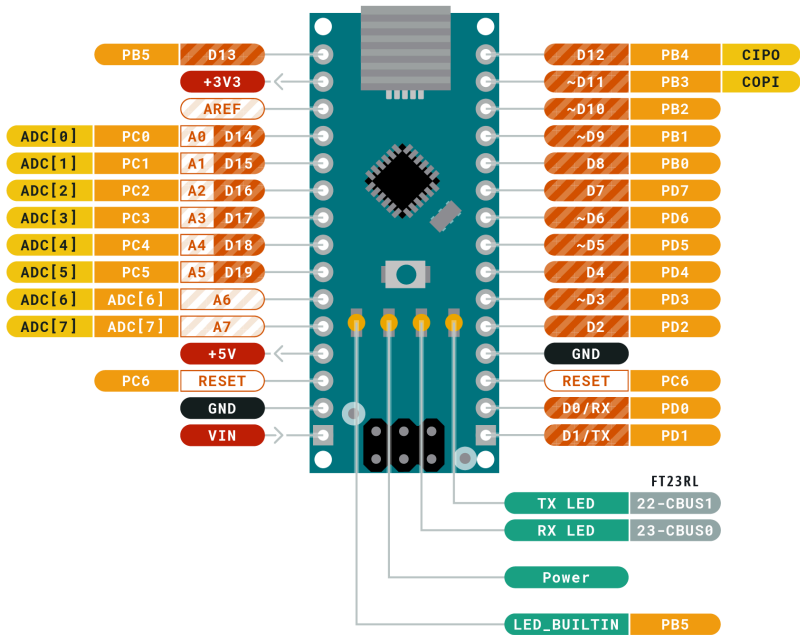 PB5 D13 D12 PB4 CIPO
+3V3 ~D11 PB3 COPI
AREF ~D10 PB2
ADC[0] PC0 A0 D14 ~D9 PB1
ADC[1] PC1 A1 D15 D8 PB0
ADC[2] PC2 A2 D16 D7 PD7
ADC[3] PC3 A3 D17 ~D6 PD6
ADC[4] PC4 A4 D18 ~D5 PD5
ADC[5] PC5 A5 D19 D4 PD4
ADC[6] ADC[6] A6 ~D3 PD3
ADC[7] ADC[7] A7 D2 PD2
+5V GND
PC6 RESET RESET PC6
GND D0/RX PD0
VIN D1/TX PD1
FT23RL
TX LED 22-CBUS1
RX LED 23-CBUS0
Power
LED_BUILTIN PB5